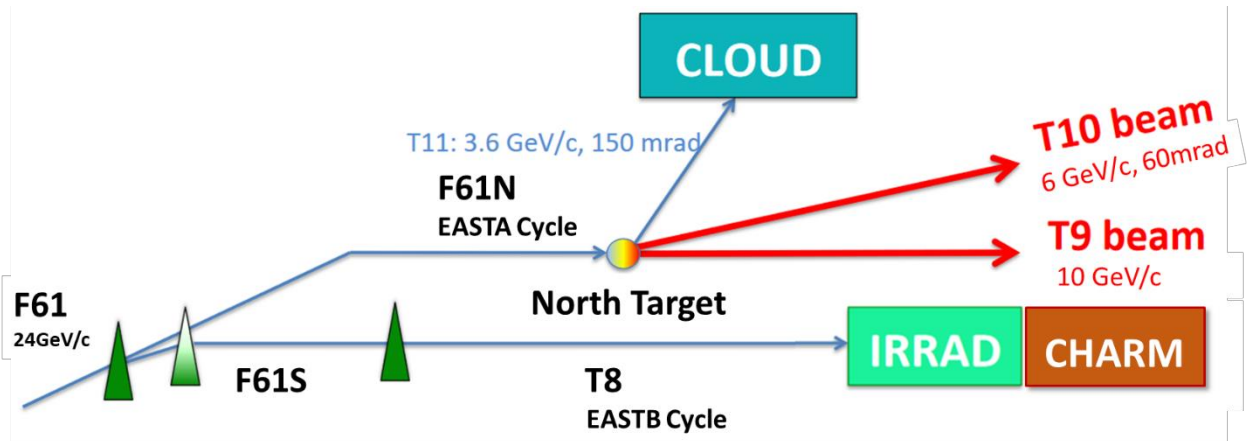 CLOUD
T11: 3.6 GeV/c, 150 mrad
T10 beam
6 GeV/c, 60mrad
F61N
EASTA Cycle
T9 beam
10 GeV/c
F61
24GeV/c
North Target
IRRAD
CHARM
F61S
T8
EASTB Cycle